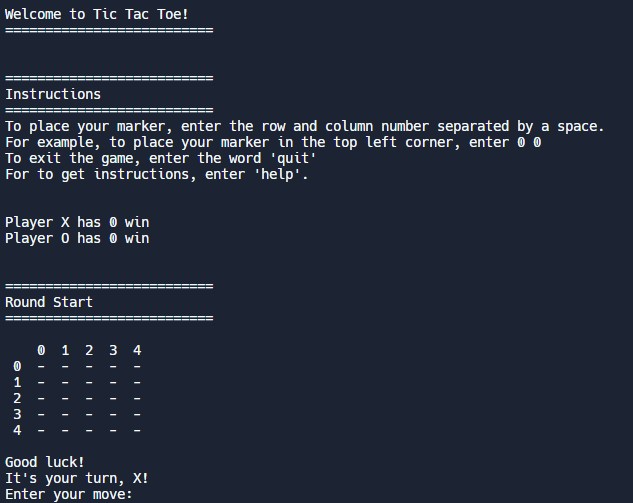 Welcome to Tic Tac Toe!
==========================
==========================
Instructions
==========================
To place your marker, enter the row and column number separated by a space.
For example, to place your marker in the top left corner, enter 0 0
To exit the game, enter the word 'quit'
For to get instructions, enter 'help'.
Player X has 0 win
Player O has 0 win
==========================
Round Start
==========================
0 1 2 3 4
0 - - - - -
1 - - - - -
2 - - - - -
3 - - - - -
4 - - - - -
Good luck!
It's your turn, X!
Enter your move: